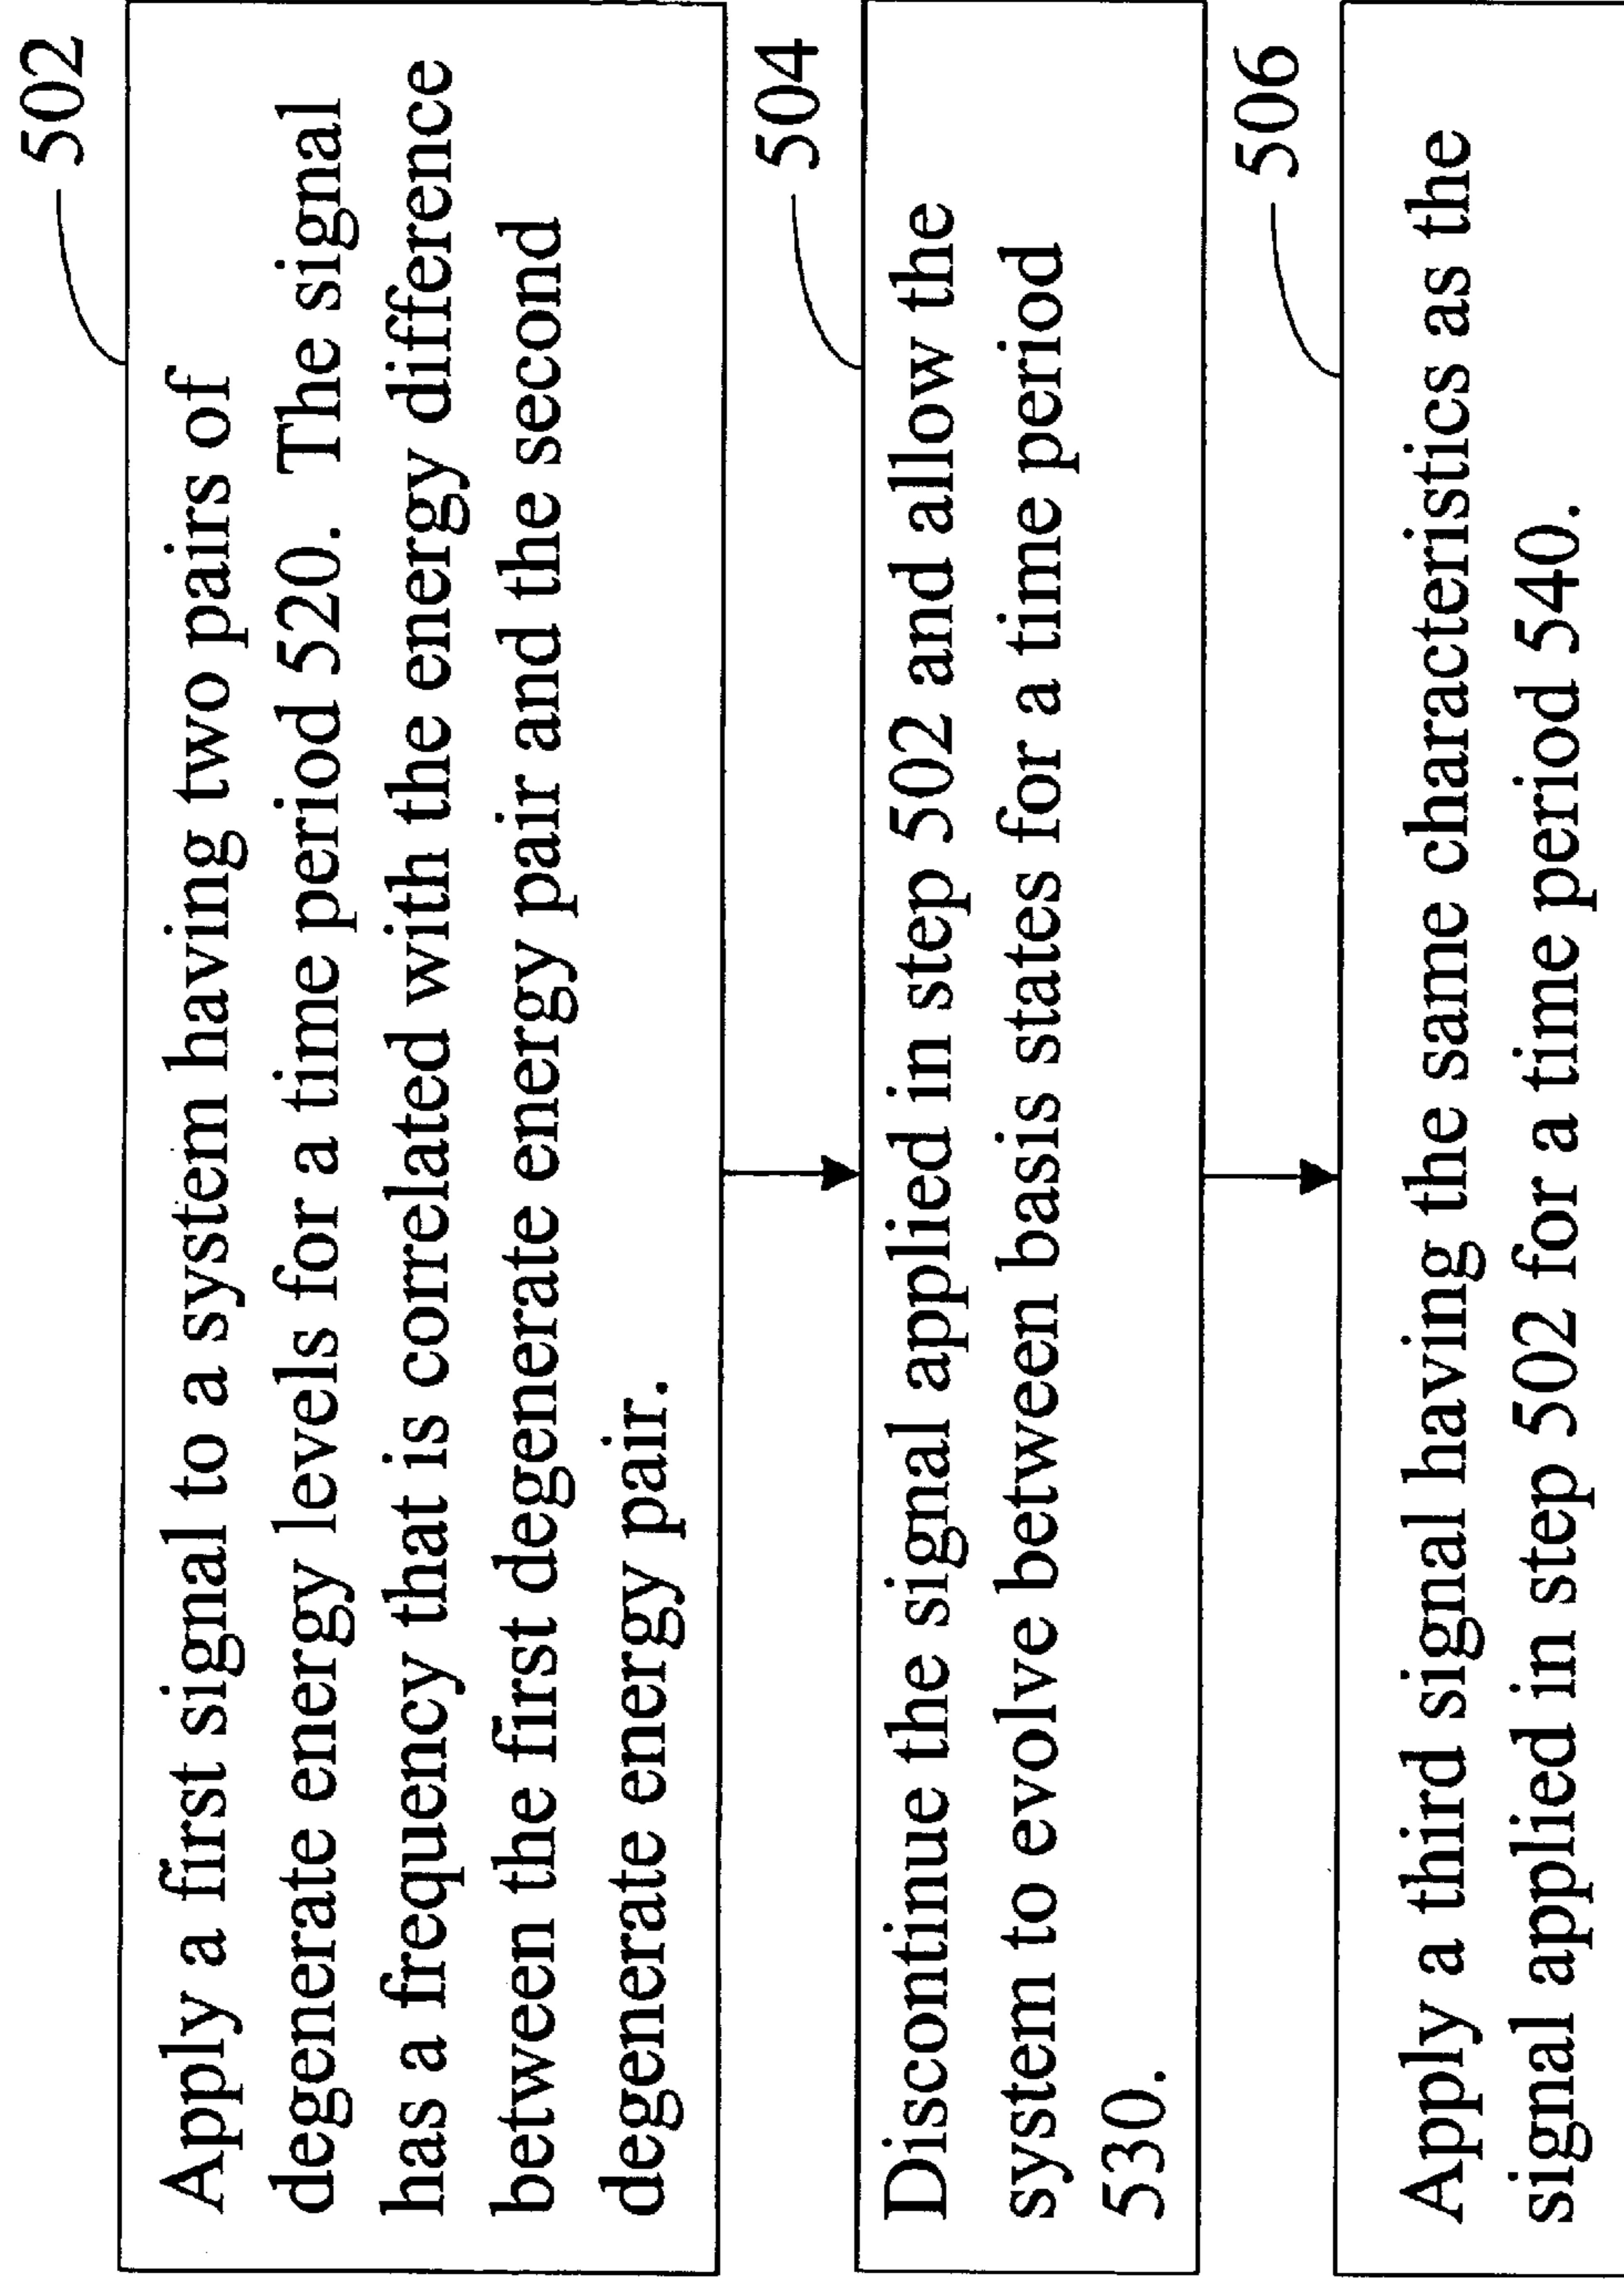 502
Apply a first signal to a system having two pairs of
degenerate energy levels for a time period 520. The signal
has a frequency that is correlated with the energy difference
between the first degenerate energy pair and the second
degenerate energy pair.
504
Discontinue the signal applied in step 502 and allow the
system to evolve between basis states for a time period
530.
506
Apply a third signal having the same characteristics as the
signal applied in step 502 for a time period 540.